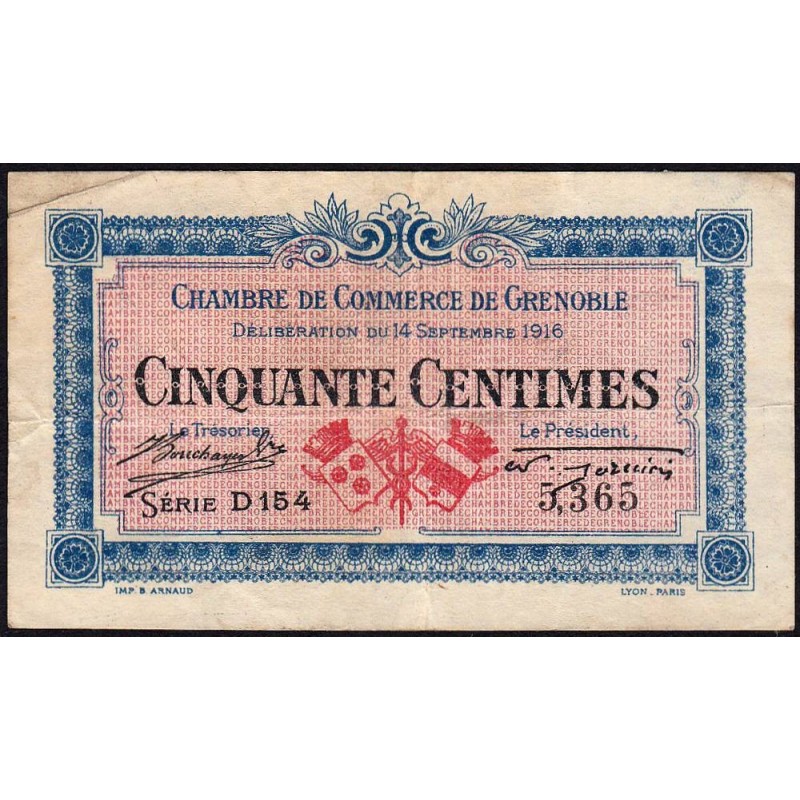 CHAMBRE DE COMMERCE DE GRENOBLE
DÉLIBÉRATION DU 14 SEPTEMBRE 1916
CINQUANTE CENTIMES
Le Trésorier, Le Président,
SÉRIE D 154 5,365
IMP. B. ARNAUD LYON - PARIS